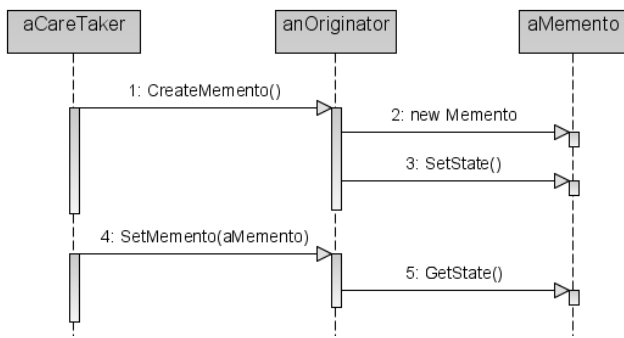 aCareTaker
anOriginator
aMemento
1: CreateMemento()
2: new Memento
3: SetState()
4: SetMemento(aMemento)
5: GetState()